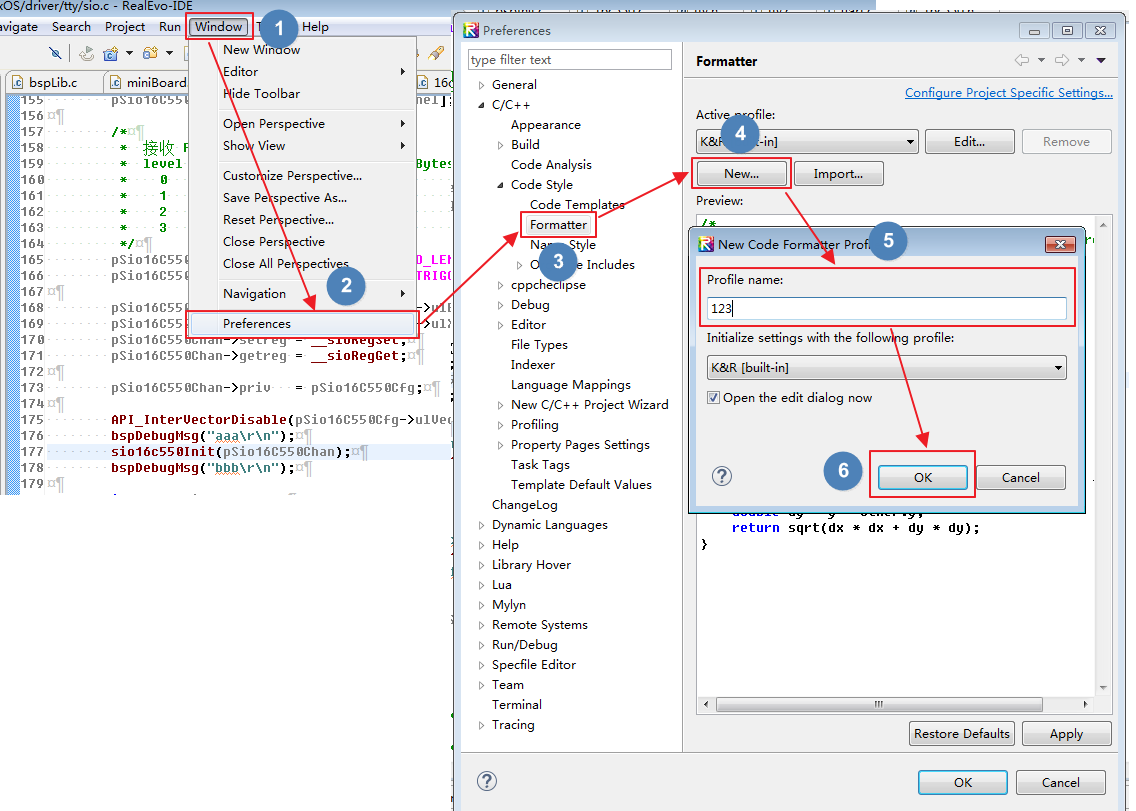 xOS/driver/tty/sio.c - RealEvo-IDE
avigate Search Project Run Window Help
1
bspLib.c
miniBoard
New Window
Editor
Hide Toolbar
Open Perspective
Show View
Customize Perspective...
Save Perspective As...
Reset Perspective...
Close Perspective
Close All Perspectives
Navigation
2
Preferences
155
156
157 /*
158 * 接收
159 * level
160 * 0
161 * 1
162 * 2
163 * 3
164 */
165 pSio16C550
166 pSio16C550
167
168 pSio16C550
169 pSio16C550
170 pSio16C550Chan->setreg = __sioRegSet;
171 pSio16C550Chan->getreg = __sioRegGet;
172
173 pSio16C550Chan->priv = pSio16C550Cfg;
174
175 API_InterVectorDisable(pSio16C550Cfg->ulVec
176 bspDebugMsg("aaa\r\n");
177 sio16c550Init(pSio16C550Chan);
178 bspDebugMsg("bbb\r\n");
179
Preferences
type filter text
General
C/C++
Appearance
Build
Code Analysis
Code Style
Code Templates
Formatter
Name Style
3
cppcheclipse
Debug
Editor
File Types
Indexer
Language Mappings
New C/C++ Project Wizard
Profiling
Property Pages Settings
Task Tags
Template Default Values
ChangeLog
Dynamic Languages
Help
Library Hover
Lua
Mylyn
Remote Systems
Run/Debug
Specfile Editor
Team
Terminal
Tracing
Formatter
Configure Project Specific Settings...
Active profile:
4
Edit...
Remove
New...
Import...
Preview:
/*
5
New Code Formatter Profi
Profile name:
123
Initialize settings with the following profile:
K&R [built-in]
Open the edit dialog now
6
OK
Cancel
return sqrt(dx * dx + dy * dy);
}
Restore Defaults
Apply
OK
Cancel